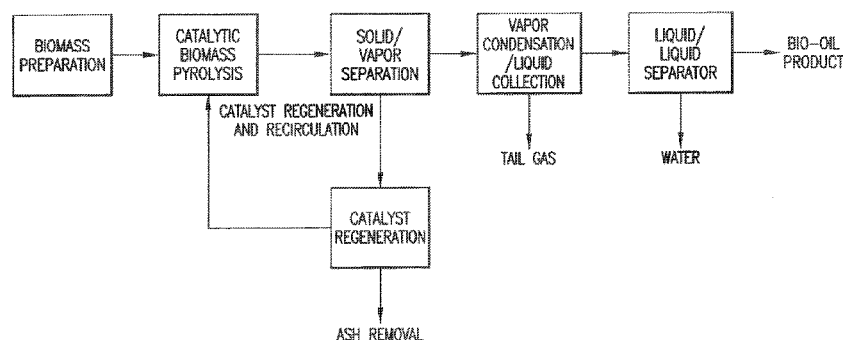 BIOMASS
PREPARATION
CATALYTIC
BIOMASS
PYROLYSIS
SOLID/
VAPOR
SEPARATION
VAPOR
CONDENSATION
/LIQUID
COLLECTION
LIQUID/
LIQUID
SEPARATOR
BIO-OIL
PRODUCT
CATALYST REGENERATION
AND RECIRCULATION
TAIL GAS
WATER
CATALYST
REGENERATION
ASH REMOVAL